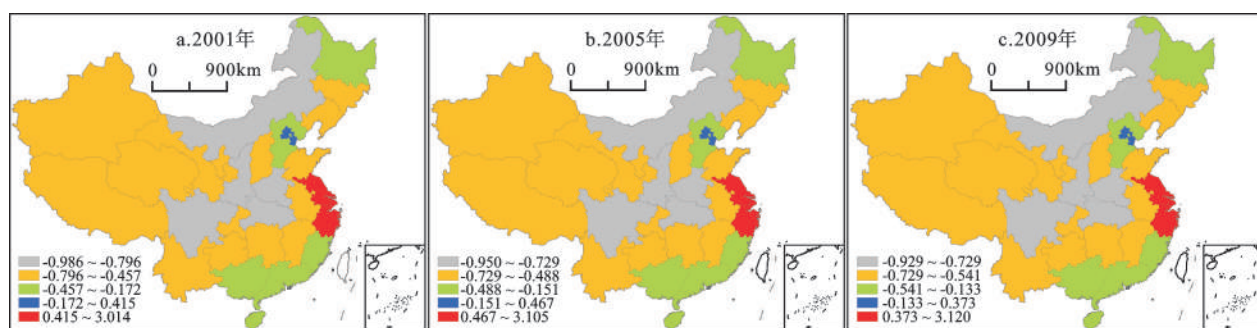 a.2001年
0 900km
-0.986 ~ -0.796
-0.796 ~ -0.457
-0.457 ~ -0.172
-0.172 ~ 0.415
0.415 ~ 3.014
b.2005年
0 900km
-0.950 ~ -0.729
-0.729 ~ -0.488
-0.488 ~ -0.151
-0.151 ~ 0.467
0.467 ~ 3.105
c.2009年
0 900km
-0.929 ~ -0.729
-0.729 ~ -0.541
-0.541 ~ -0.133
-0.133 ~ 0.373
0.373 ~ 3.120